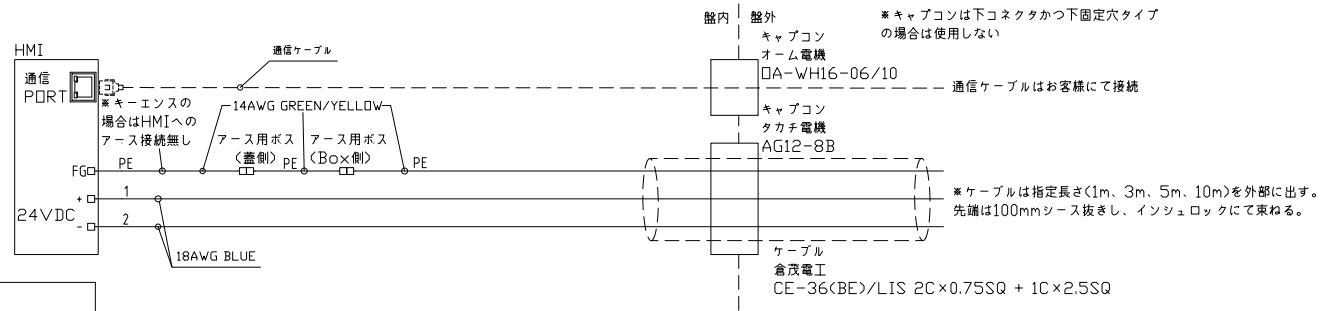 盤内 盤外
※キャプコンは下コネクタかつ下固定穴タイプ
の場合は使用しない
キャプコン
オーム電機
OA-WH16-06/10
HMI
通信ケーブル
通信
PORT
通信ケーブルはお客様にて接続
※キーエンスの
場合はHMIへの
アース接続無し
14AWG GREEN/YELLOW
キャプコン
タカチ電機
AG12-8B
アース用ボス
(蓋側)
アース用ボス
(Box側)
FG
PE
PE
PE
24VDC
+
1
-
2
18AWG BLUE
※ケーブルは指定長さ(1m、3m、5m、10m)を外部に出す。
先端は100mmシース抜きし、インシュロックにて束ねる。
ケーブル
倉茂電工
CE-36(BE)/LIS 2C×0.75SQ + 1C×2.5SQ